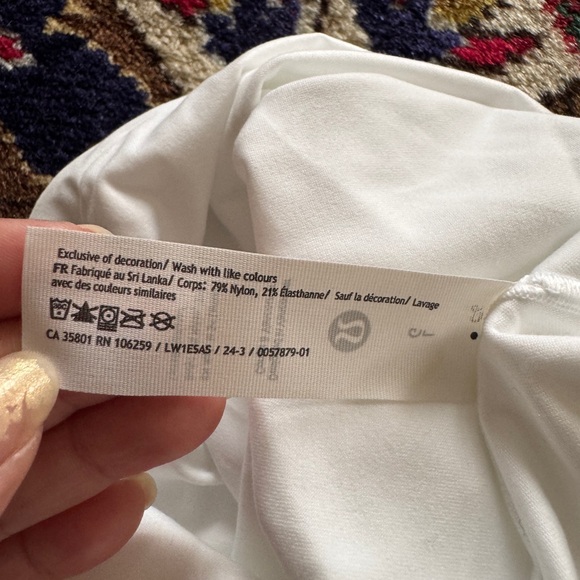 Exclusive of decoration/ Wash with like colours
FR Fabriqué au Sri Lanka/ Corps: 79% Nylon, 21% Élasthanne/ Sauf la décoration/ Lavage
avec des couleurs similaires
CA 35801 RN 106259 / LW1ESAS / 24-3 / 0057879-01